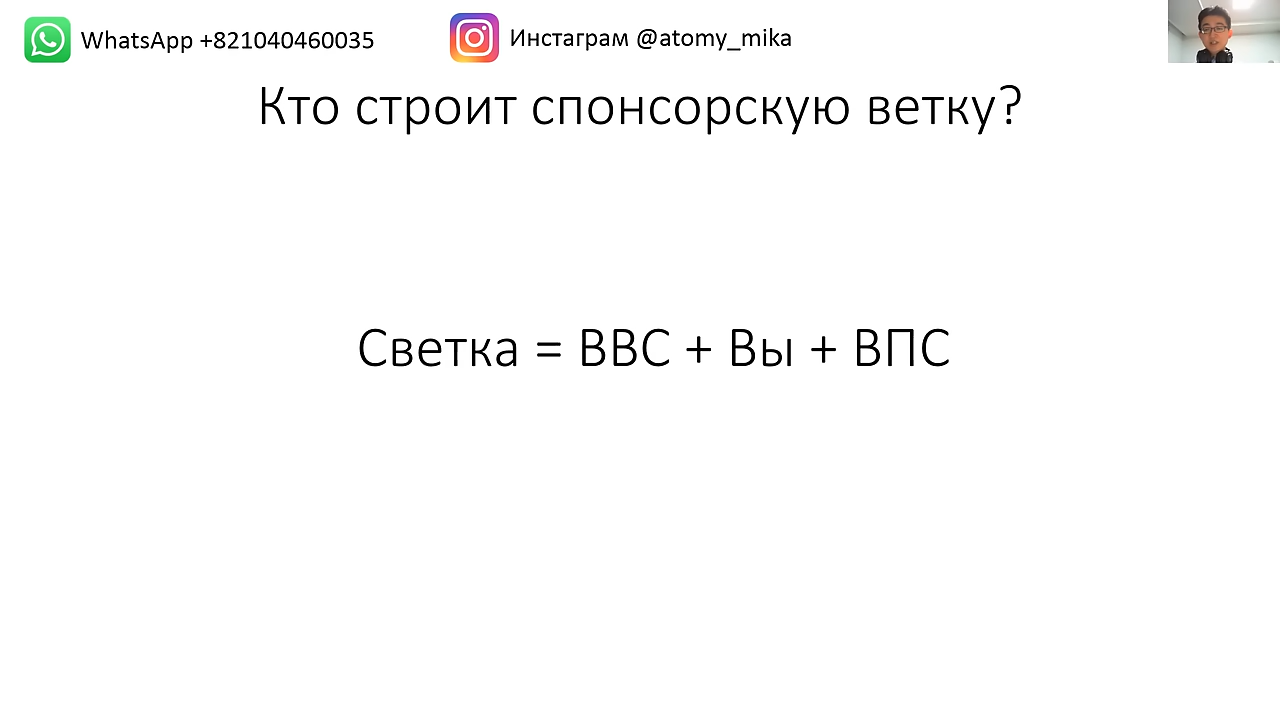 WhatsApp +821040460035
Инстаграм @atomy_mika
Кто строит спонсорскую ветку?
Светка = ВВС + Вы + ВПС